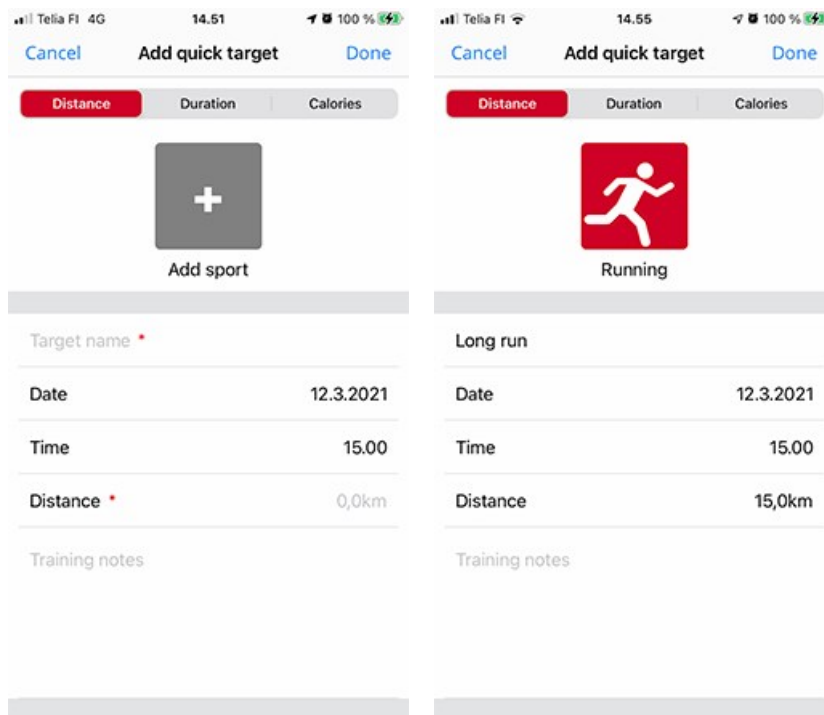 Telia FI 4G 14.51 100 %
Cancel Add quick target Done
Distance Duration Calories
+
Add sport
Target name *
Date 12.3.2021
Time 15.00
Distance * 0,0km
Training notes
Telia FI 14.55 100 %
Cancel Add quick target Done
Distance Duration Calories
Running
Long run
Date 12.3.2021
Time 15.00
Distance 15,0km
Training notes